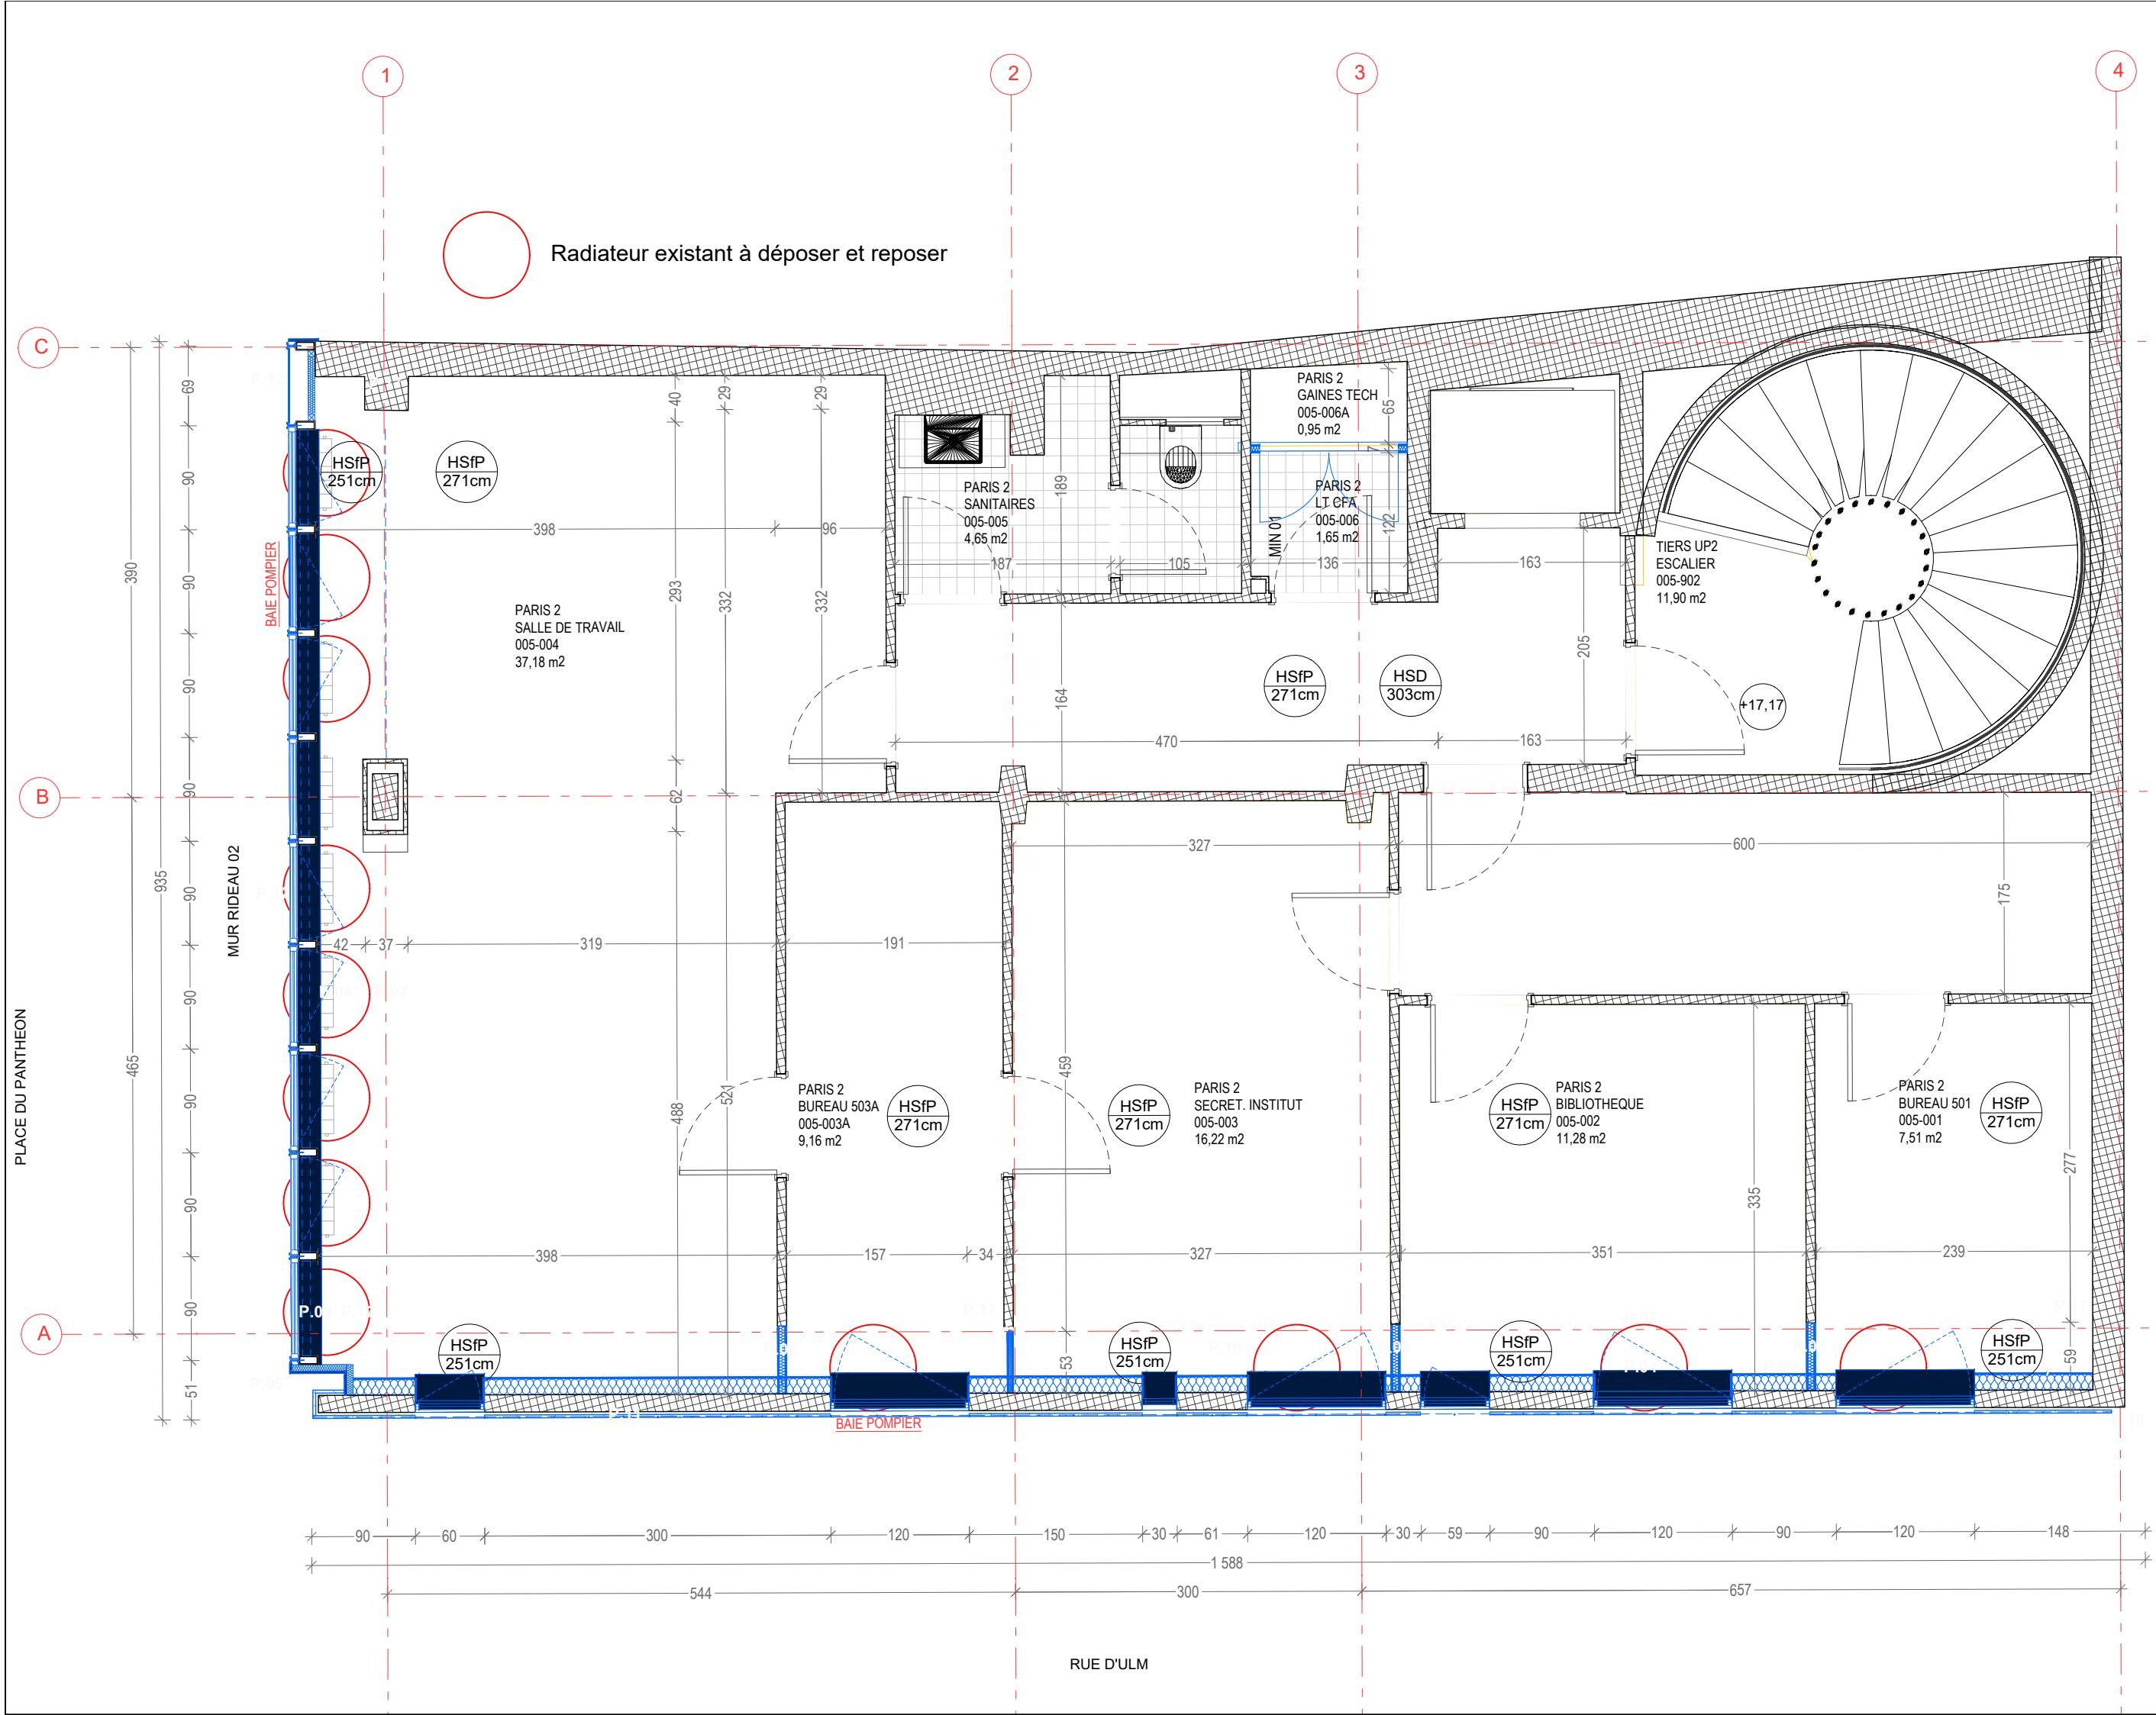 1
2
3
4
Radiateur existant à déposer et reposer
C
B
A
PARIS 2
GAINES TECH
005-006A
0,95 m2
65
7
HSfP
251cm
HSfP
271cm
PARIS 2
SANITAIRES
005-005
4,65 m2
PARIS 2
LT CFA
005-006
1,65 m2
MIN 01
122
TIERS UP2
ESCALIER
005-902
11,90 m2
+17,17
BAIE POMPIER
PARIS 2
SALLE DE TRAVAIL
005-004
37,18 m2
398
96
187
105
136
163
189
40
29
29
293
332
332
164
205
HSfP
271cm
HSD
303cm
470
163
62
327
600
175
MUR RIDEAU 02
PLACE DU PANTHEON
390
465
935
69
90
90
90
90
90
90
90
90
90
51
42
37
319
191
488
521
459
335
277
PARIS 2
BUREAU 503A
005-003A
9,16 m2
HSfP
271cm
HSfP
271cm
PARIS 2
SECRET. INSTITUT
005-003
16,22 m2
HSfP
271cm
PARIS 2
BIBLIOTHEQUE
005-002
11,28 m2
PARIS 2
BUREAU 501
005-001
7,51 m2
HSfP
271cm
398
157
34
327
351
239
53
59
HSfP
251cm
HSfP
251cm
HSfP
251cm
HSfP
251cm
BAIE POMPIER
90
60
300
120
150
30
61
120
30
59
90
120
90
120
148
1 588
544
300
657
RUE D'ULM